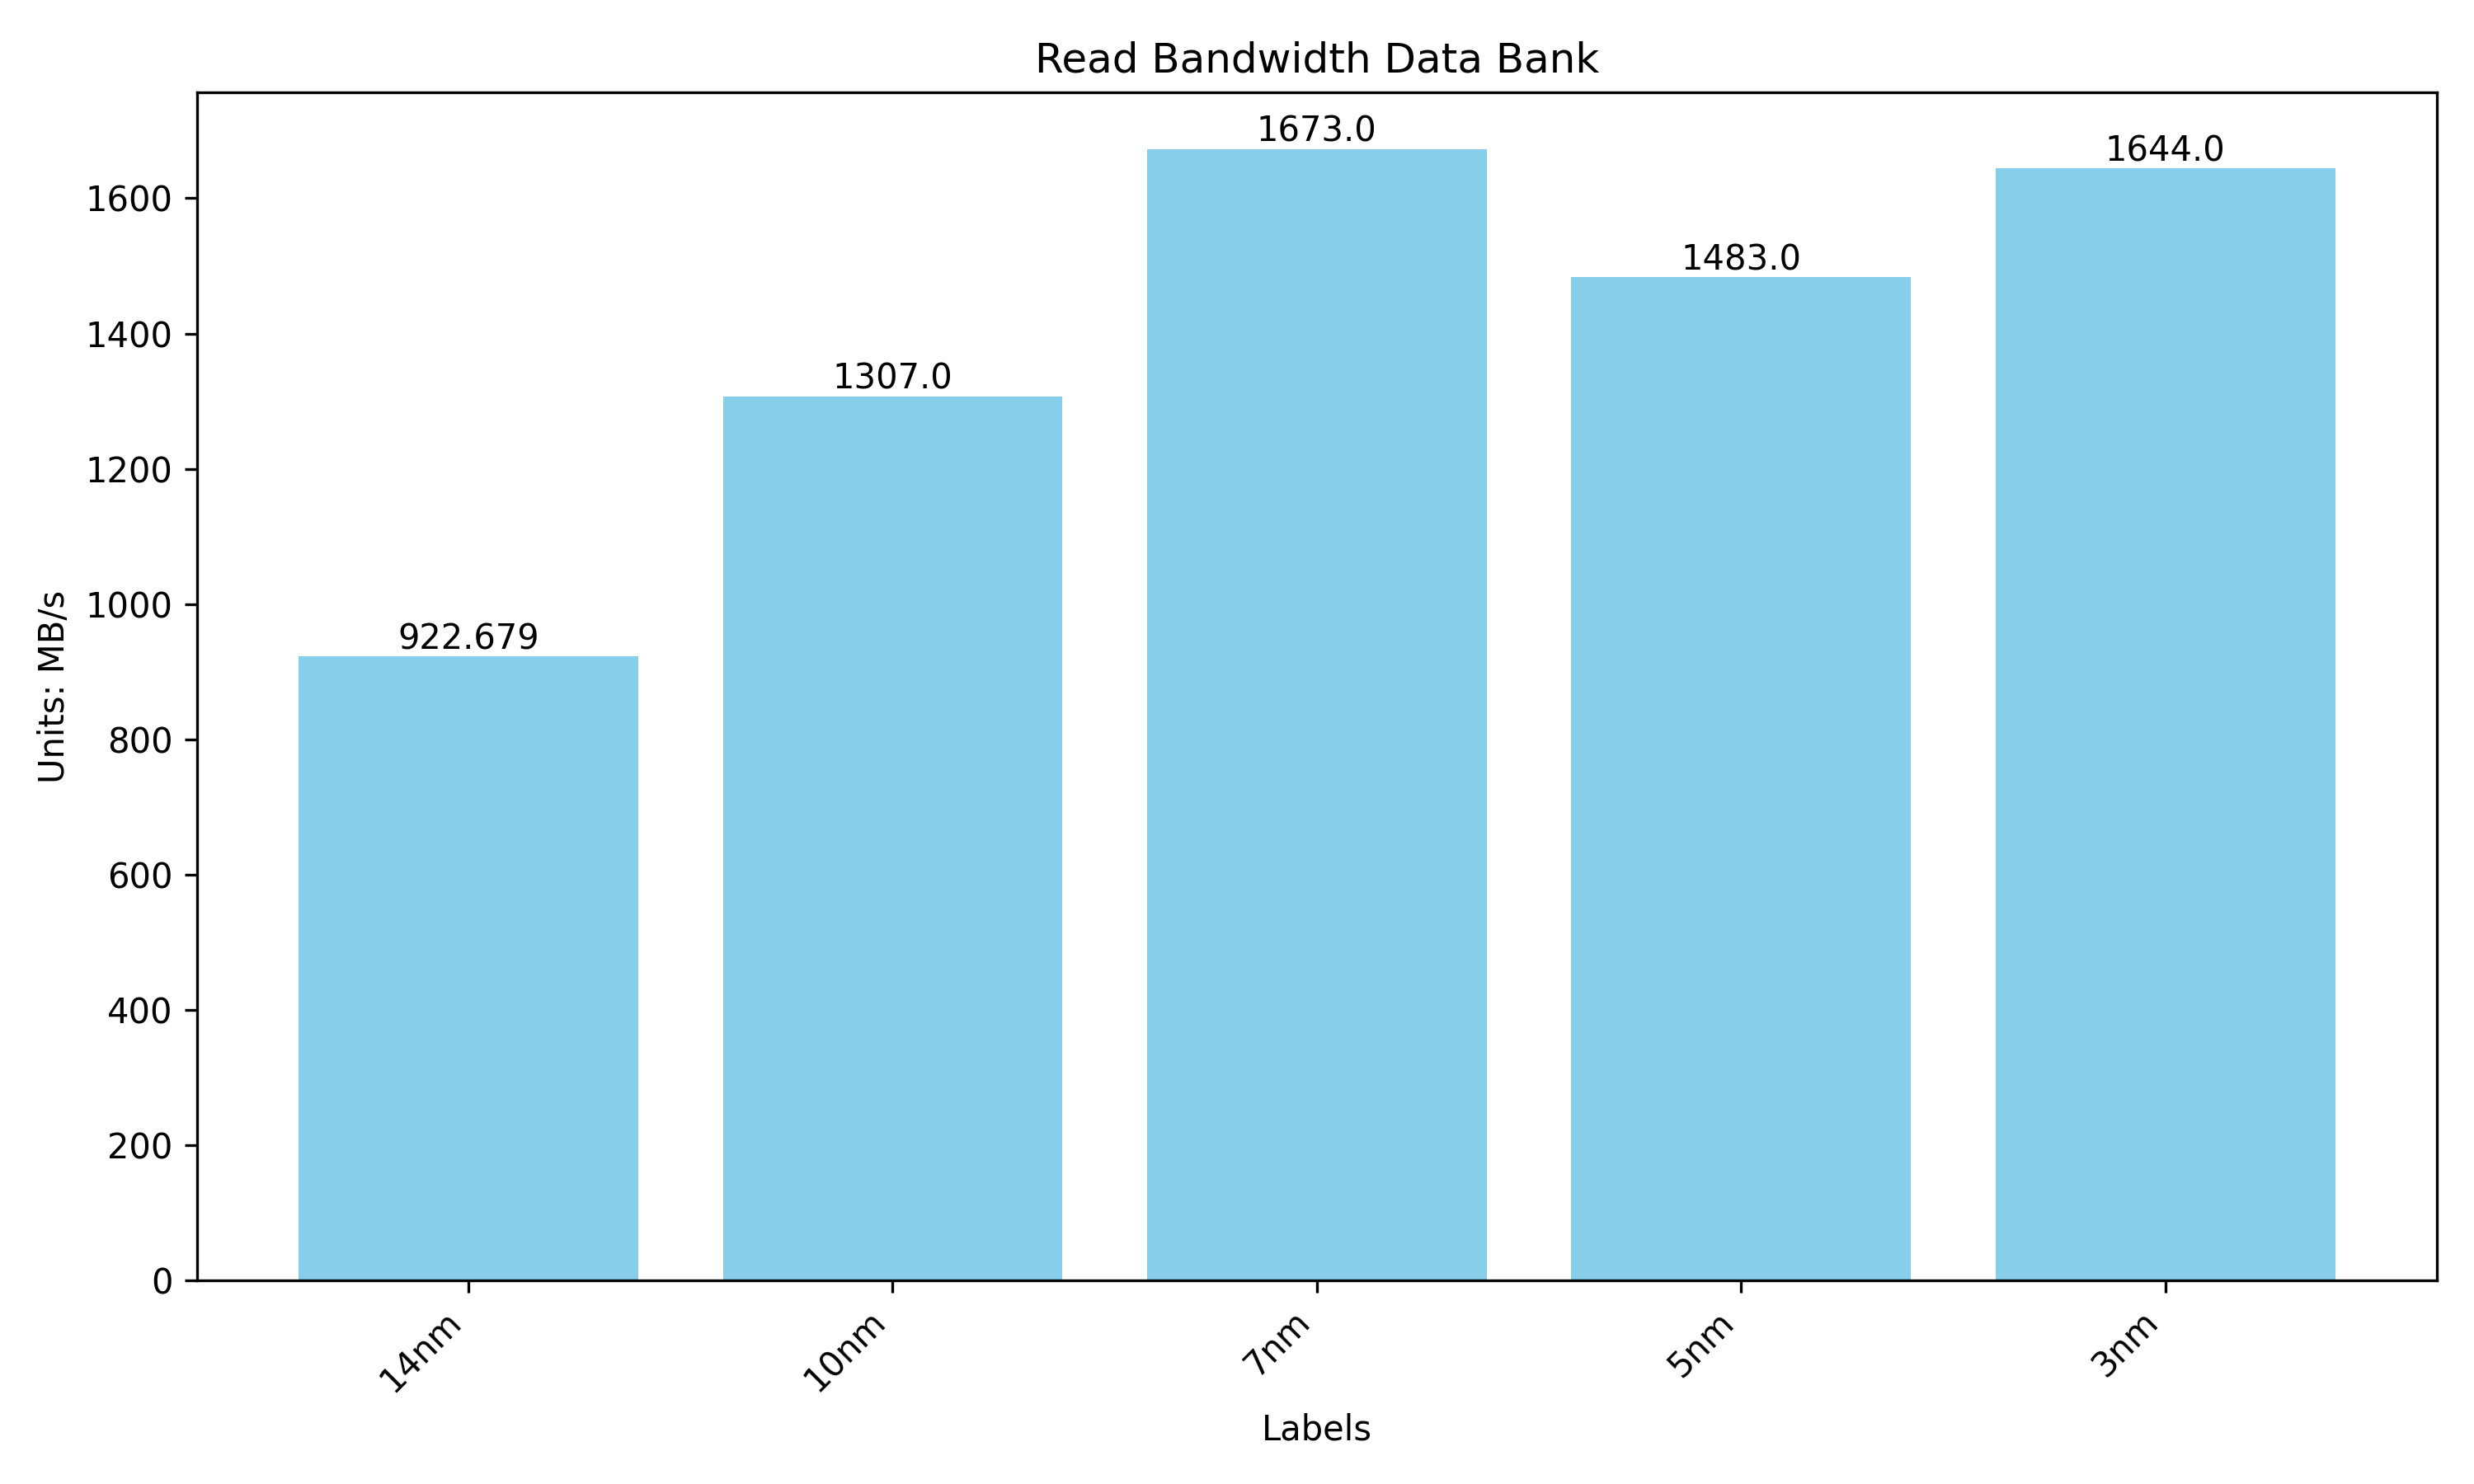 Read Bandwidth Data Bank
1673.0
1644.0
1600
1483.0
1400
1307.0
1200
1000
922.679
800
600
400
200
0
Units: MB/s
14nm
10nm
7nm
5nm
3nm
Labels